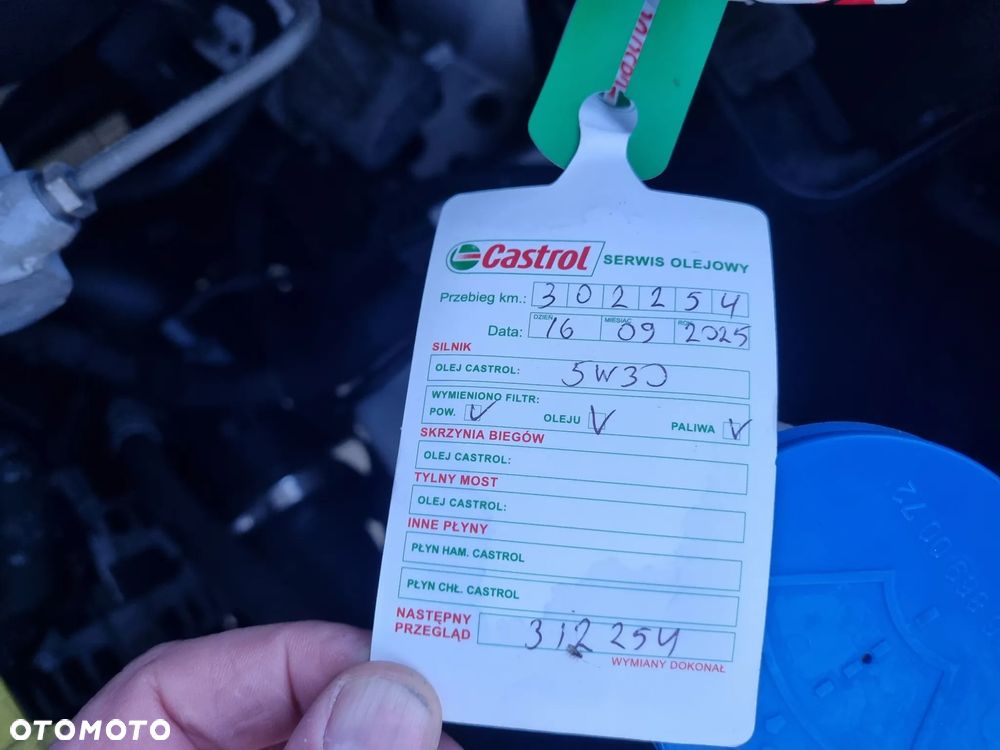 Castrol SERWIS OLEJOWY
Przebieg km.: 302254
DZIEŃ MIESIĄC ROK
Data: 16 09 2025
SILNIK
OLEJ CASTROL: 5W30
WYMIENIONO FILTR:
POW. V OLEJU V PALIWA V
SKRZYNIA BIEGÓW
OLEJ CASTROL:
TYLNY MOST
OLEJ CASTROL:
INNE PŁYNY
PŁYN HAM. CASTROL
PŁYN CHŁ. CASTROL
NASTĘPNY
PRZEGLĄD 312254
WYMIANY DOKONAŁ
OTOMOTO